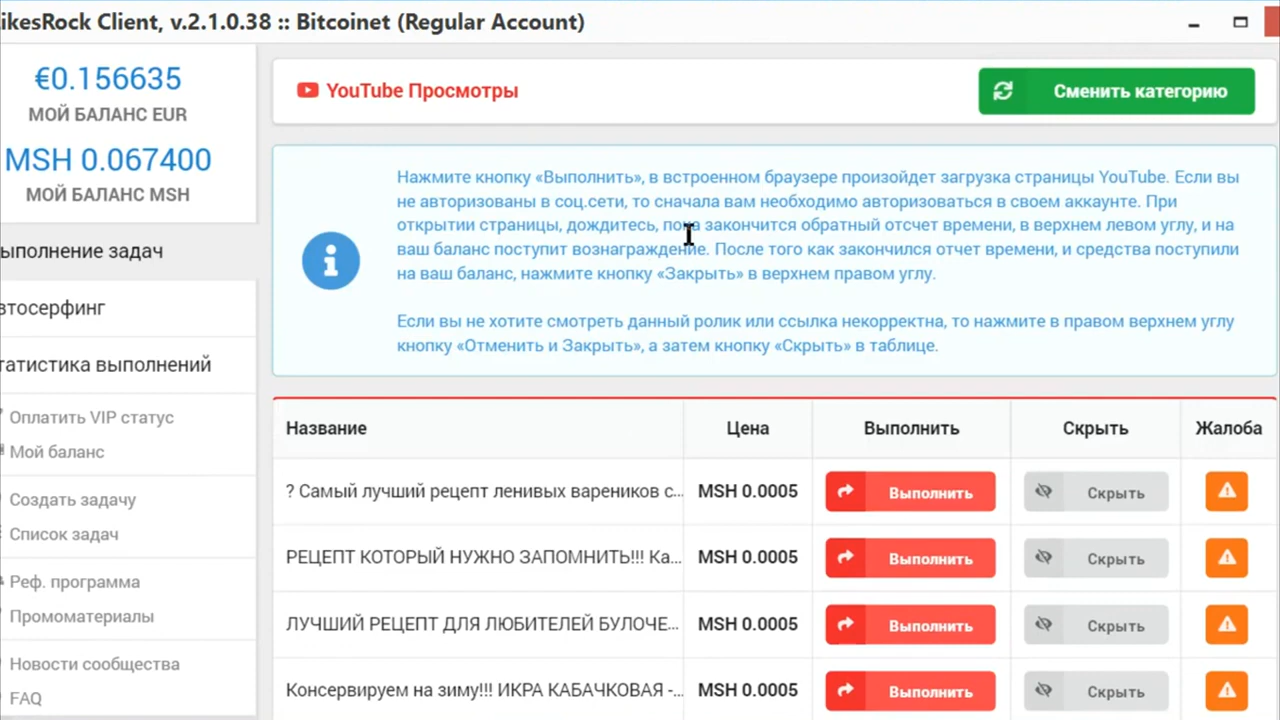 ikesRock Client, v.2.1.0.38 :: Bitcoinet (Regular Account)
€0.156635
МОЙ БАЛАНС EUR
MSH 0.067400
МОЙ БАЛАНС MSH
ыполнение задач
втосерфинг
татистика выполнений
Оплатить VIP статус
Мой баланс
Создать задачу
Список задач
Реф. программа
Промоматериалы
Новости сообщества
FAQ
YouTube Просмотры
Сменить категорию
Нажмите кнопку «Выполнить», в встроенном браузере произойдет загрузка страницы YouTube. Если вы
не авторизованы в соц.сети, то сначала вам необходимо авторизоваться в своем аккаунте. При
открытии страницы, дождитесь, пока закончится обратный отсчет времени, в верхнем левом углу, и на
ваш баланс поступит вознаграждение. После того как закончился отчет времени, и средства поступили
на ваш баланс, нажмите кнопку «Закрыть» в верхнем правом углу.
Если вы не хотите смотреть данный ролик или ссылка некорректна, то нажмите в правом верхнем углу
кнопку «Отменить и Закрыть», а затем кнопку «Скрыть» в таблице.
Название Цена Выполнить Скрыть Жалоба
? Самый лучший рецепт ленивых вареников с... MSH 0.0005 Выполнить Скрыть
РЕЦЕПТ КОТОРЫЙ НУЖНО ЗАПОМНИТЬ!!! Ка... MSH 0.0005 Выполнить Скрыть
ЛУЧШИЙ РЕЦЕПТ ДЛЯ ЛЮБИТЕЛЕЙ БУЛОЧЕ... MSH 0.0005 Выполнить Скрыть
Консервируем на зиму!!! ИКРА КАБАЧКОВАЯ -... MSH 0.0005 Выполнить Скрыть